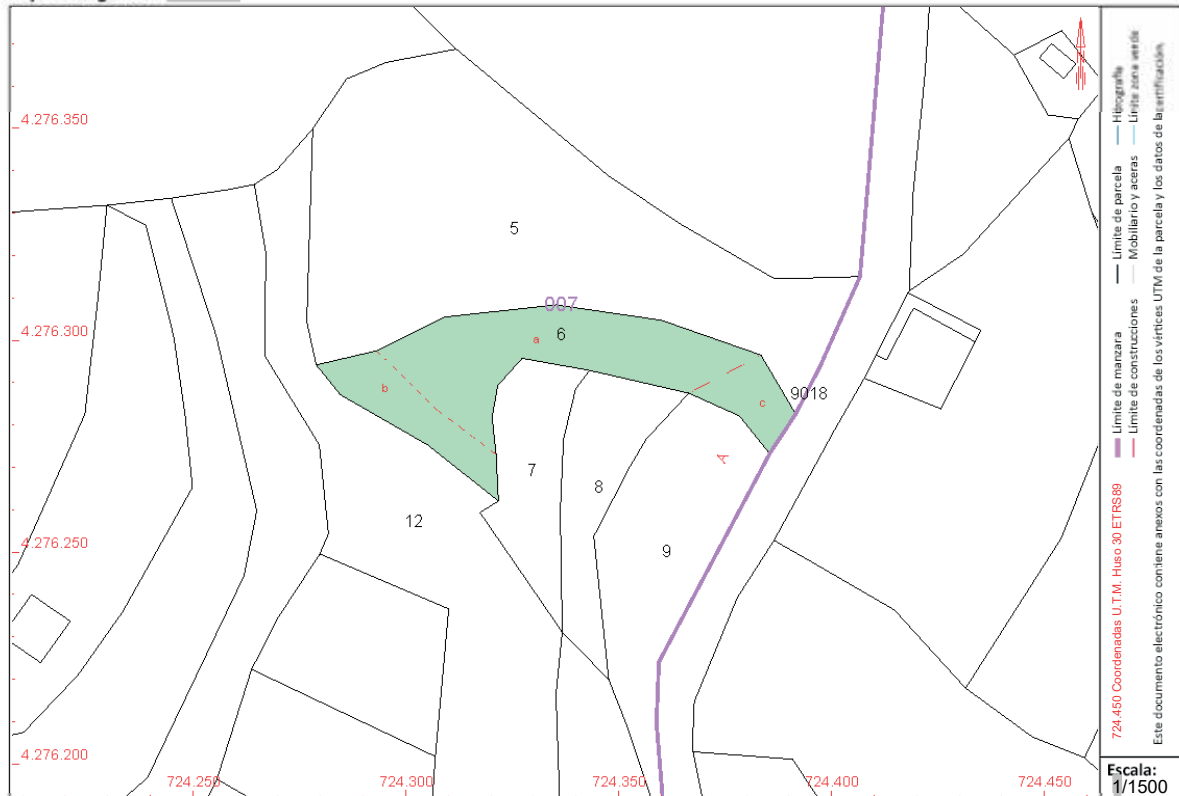 4.276.350
5
007
4.276.300
6
a
b
9018
c
7
A
8
12
9
4.276.250
4.276.200
724.250
724.300
724.350
724.400
724.450
724.450 Coordenadas U.T.M. Huso 30 ETRS89
Límite de manzana
Límite de parcela
Hidrografía
Límite de construcciones
Mobiliario y aceras
Límite zona verde
Este documento electrónico contiene anexos con las coordenadas de los vértices UTM de la parcela y los datos de la certificación.
Escala:
1/1500